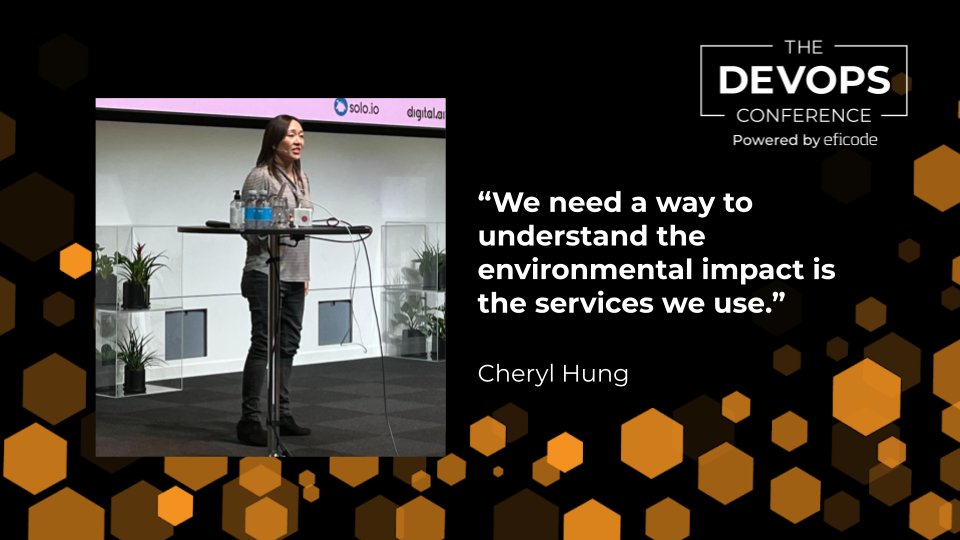 solo.io
digital.ai
THE
DEVOPS
CONFERENCE
Powered by eficode
“We need a way to
understand the
environmental impact is
the services we use.”
Cheryl Hung